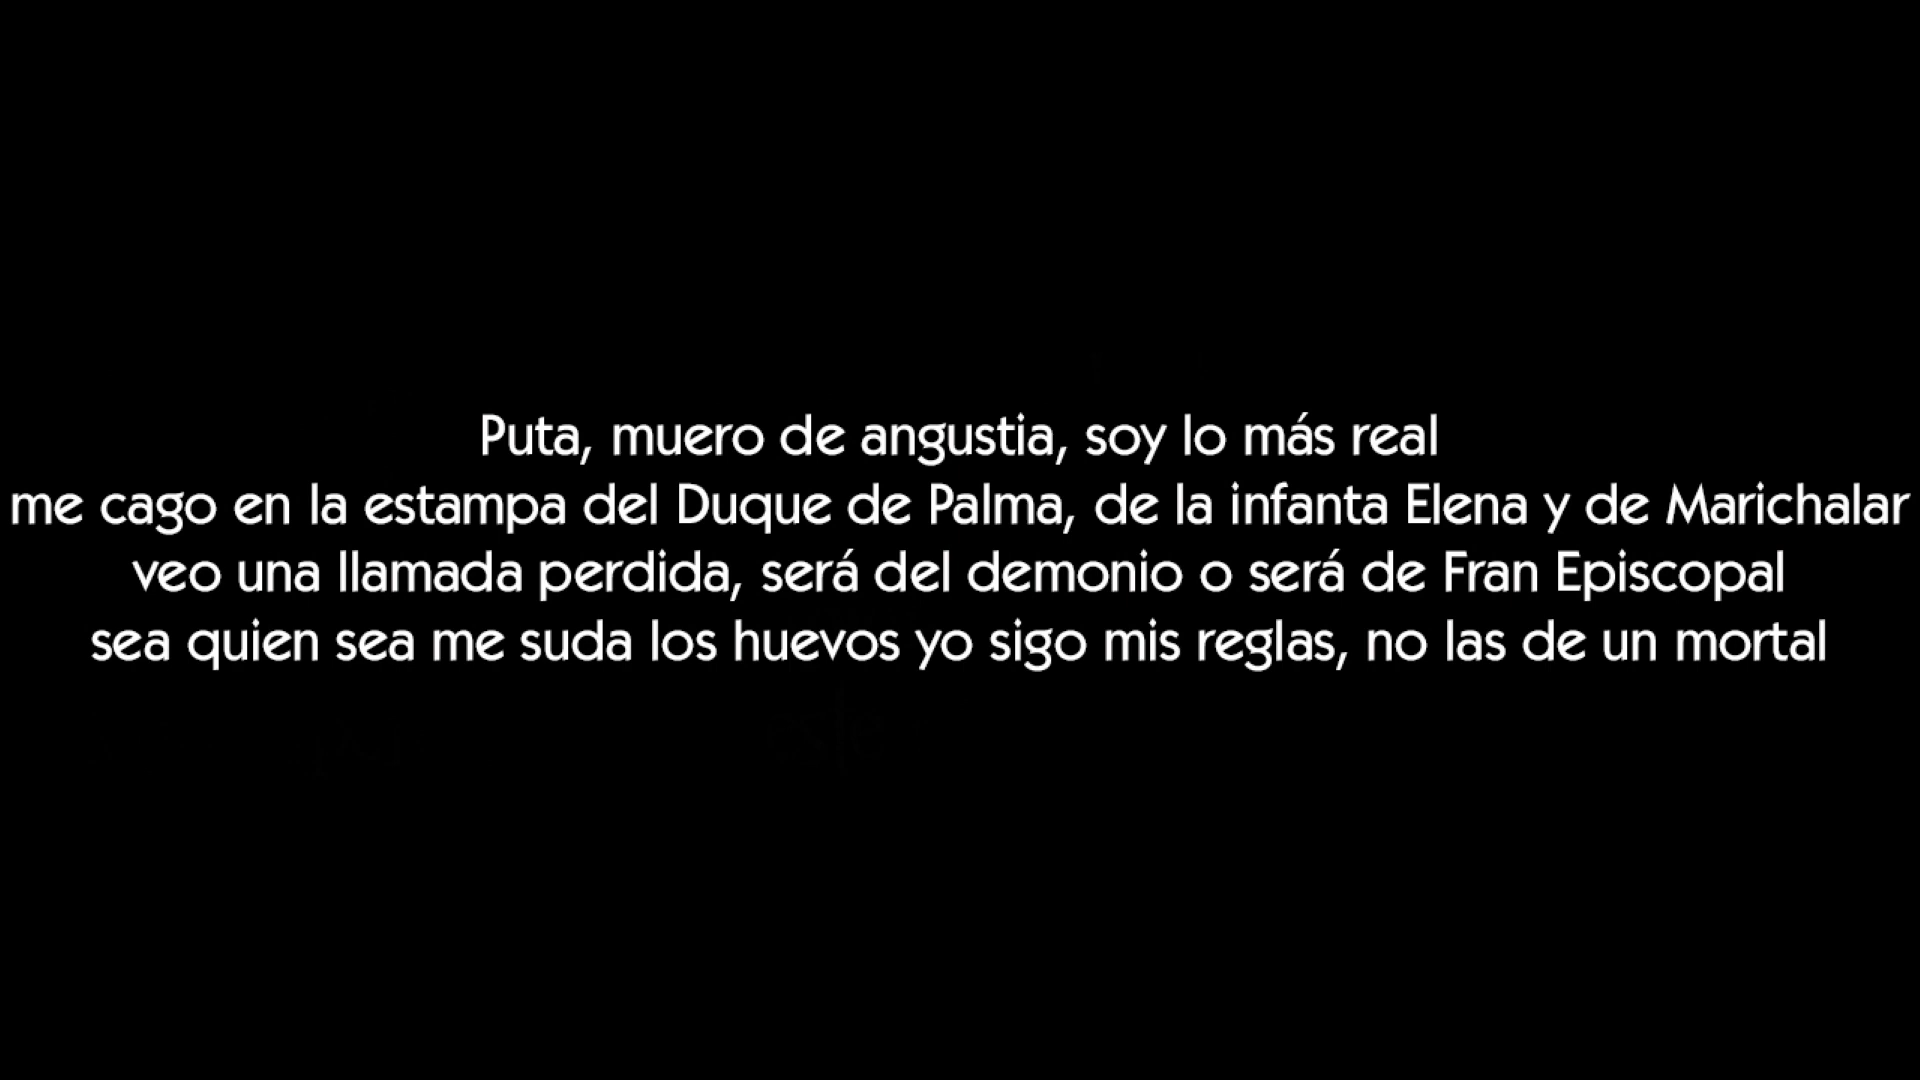 Puta, muero de angustia, soy lo más real
me cago en la estampa del Duque de Palma, de la infanta Elena y de Marichalar
veo una llamada perdida, será del demonio o será de Fran Episcopal
sea quien sea me suda los huevos yo sigo mis reglas, no las de un mortal